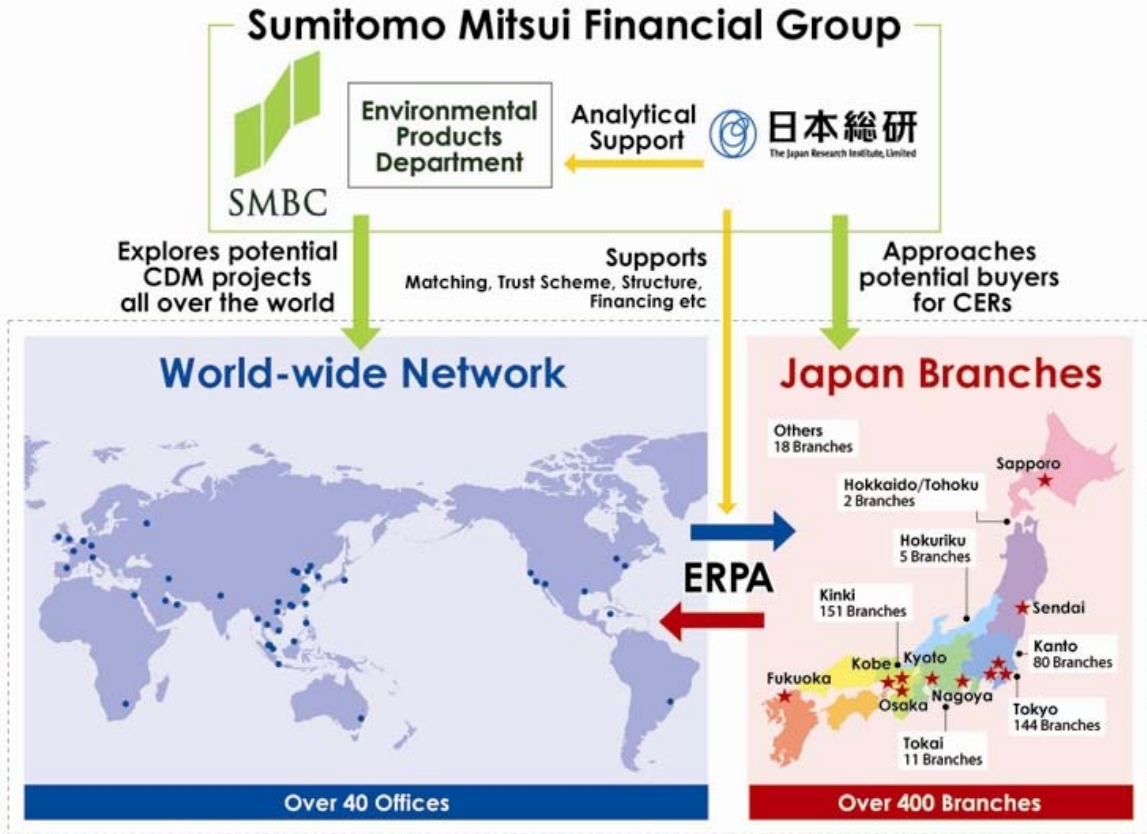 Sumitomo Mitsui Financial Group
SMBC
Environmental
Products
Department
Analytical
Support
日本総研
The Japan Research Institute, Limited
Explores potential
CDM projects
all over the world
Supports
Matching, Trust Scheme, Structure,
Financing etc
Approaches
potential buyers
for CERs
World-wide Network
Over 40 Offices
ERPA
Japan Branches
Others
18 Branches
Sapporo
Hokkaido/Tohoku
2 Branches
Hokuriku
5 Branches
Kinki
151 Branches
Sendai
Kanto
80 Branches
Kobe
Kyoto
Fukuoka
Osaka
Nagoya
Tokyo
144 Branches
Tokai
11 Branches
Over 400 Branches